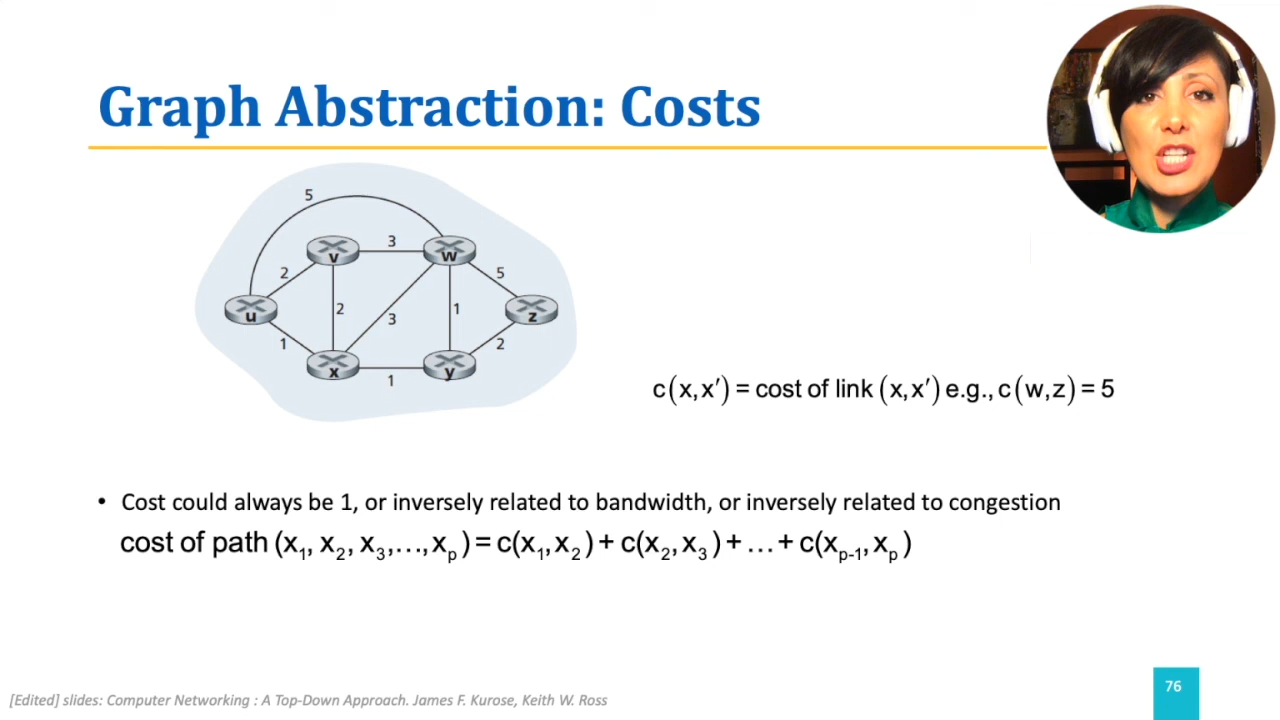 Graph Abstraction: Costs
5
v 3 w
2 5
u 2 3 1 z
1 2
x 1 y
c(x,x′) = cost of link (x,x′) e.g., c(w,z) = 5
• Cost could always be 1, or inversely related to bandwidth, or inversely related to congestion
cost of path (x₁, x₂, x₃,…,xₚ) = c(x₁,x₂) + c(x₂,x₃) + … + c(xₚ₋₁,xₚ)
[Edited] slides: Computer Networking : A Top-Down Approach. James F. Kurose, Keith W. Ross
76